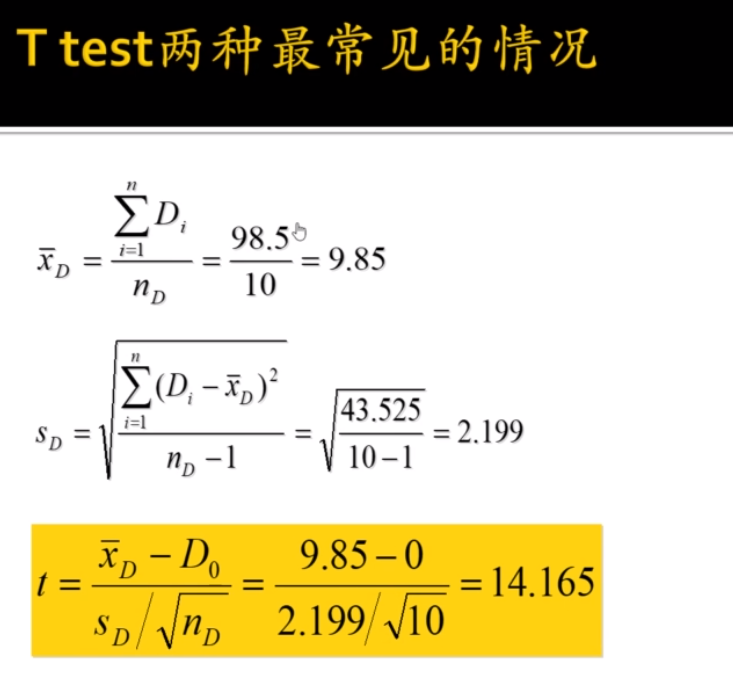 T test两种最常见的情况
x̄_D = \frac{\sum_{i=1}^{n} D_i}{n_D} = \frac{98.5}{10} = 9.85
s_D = \sqrt{\frac{\sum_{i=1}^{n} (D_i - x̄_D)^2}{n_D - 1}} = \sqrt{\frac{43.525}{10-1}} = 2.199
t = \frac{x̄_D - D_0}{s_D / \sqrt{n_D}} = \frac{9.85 - 0}{2.199 / \sqrt{10}} = 14.165